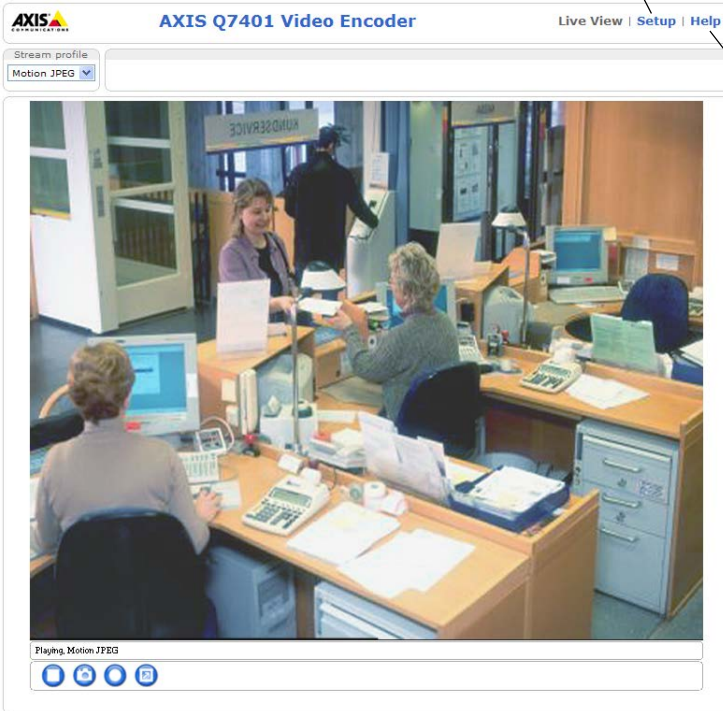 AXIS
COMMUNICATIONS
AXIS Q7401 Video Encoder
Live View | Setup | Help
Stream profile
Motion JPEG
KUNDSERVICE
Playing, Motion JPEG